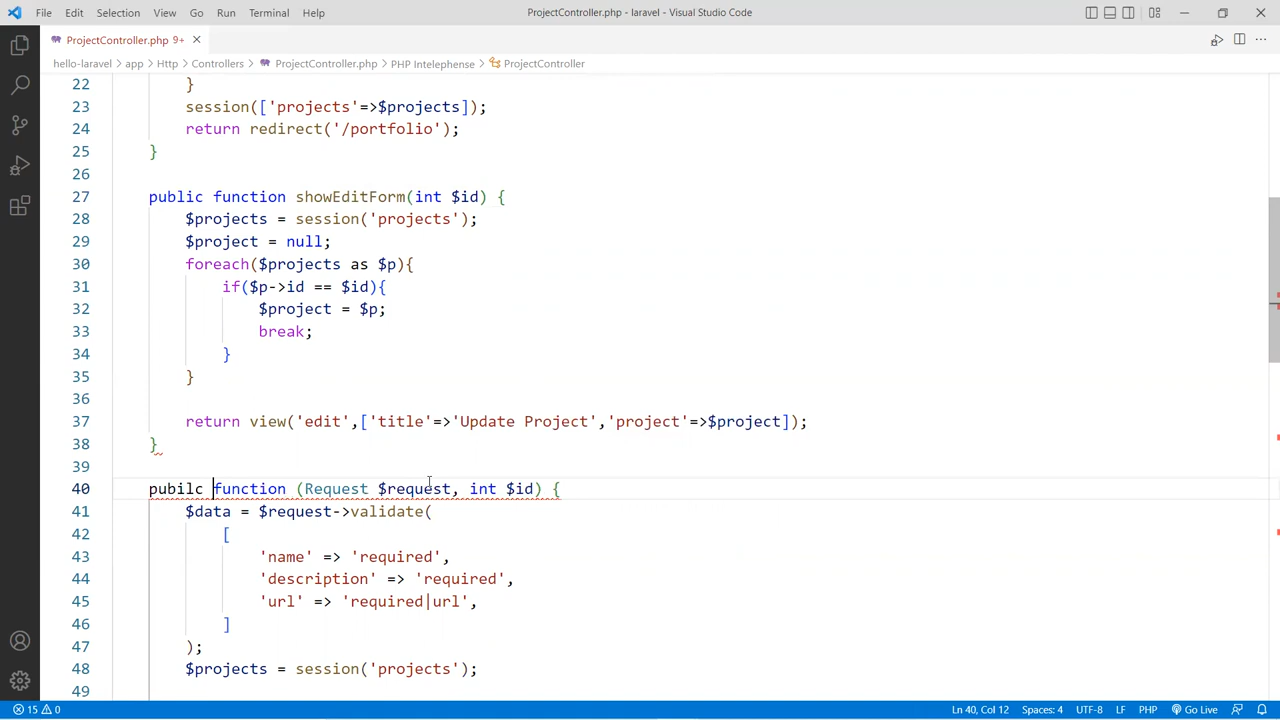 File Edit Selection View Go Run Terminal Help ProjectController.php - laravel - Visual Studio Code
ProjectController.php 9+
hello-laravel > app > Http > Controllers > ProjectController.php > PHP Intelephense > ProjectController
22 }
23 session(['projects'=>$projects]);
24 return redirect('/portfolio');
25 }
26
27 public function showEditForm(int $id) {
28 $projects = session('projects');
29 $project = null;
30 foreach($projects as $p){
31 if($p->id == $id){
32 $project = $p;
33 break;
34 }
35 }
36
37 return view('edit',['title'=>'Update Project','project'=>$project]);
38 }
39
40 pubilc function (Request $request, int $id) {
41 $data = $request->validate(
42 [
43 'name' => 'required',
44 'description' => 'required',
45 'url' => 'required|url',
46 ]
47 );
48 $projects = session('projects');
49
15 0 Ln 40, Col 12 Spaces: 4 UTF-8 LF PHP Go Live